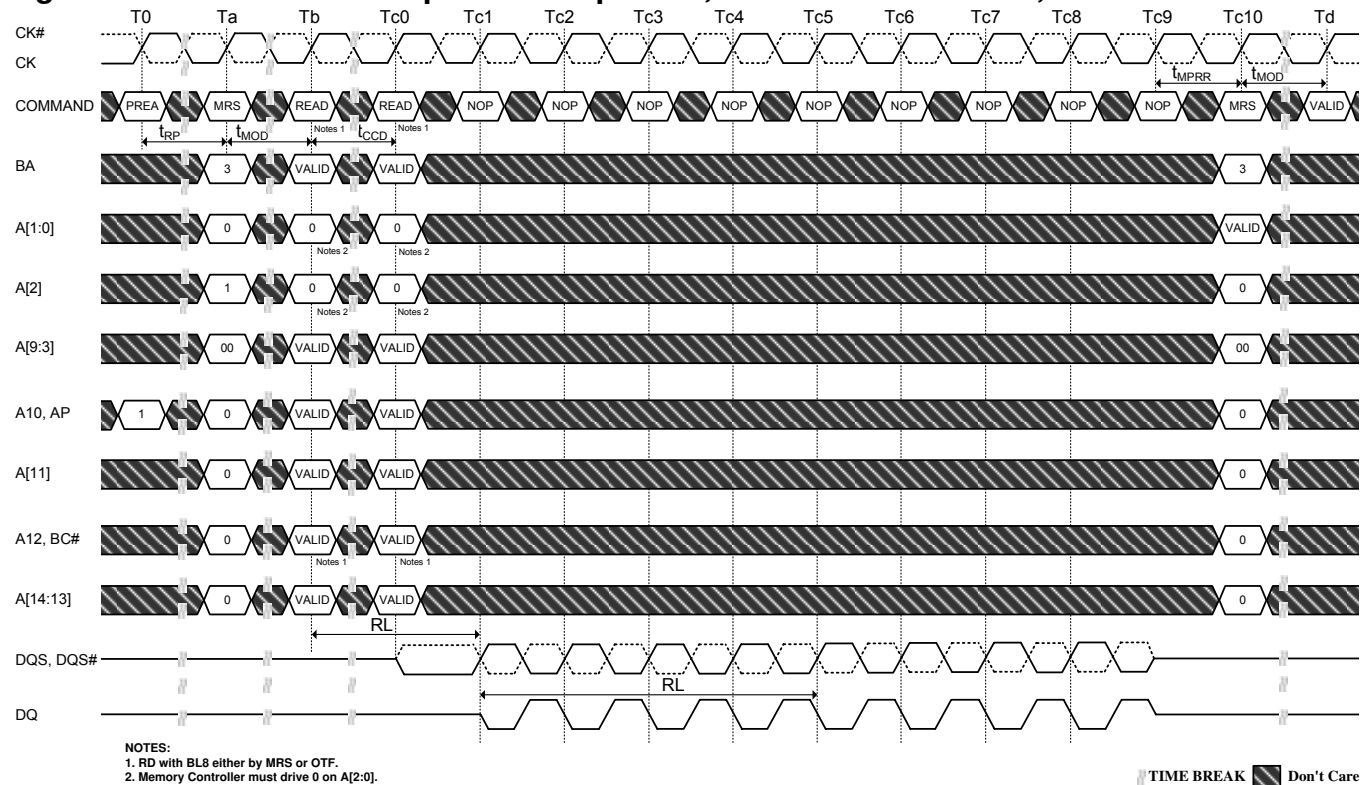 T0 Ta Tb Tc0 Tc1 Tc2 Tc3 Tc4 Tc5 Tc6 Tc7 Tc8 Tc9 Tc10 Td
CK#
CK
tMPRR tMOD
COMMAND PREA MRS READ READ NOP NOP NOP NOP NOP NOP NOP NOP NOP MRS VALID
Notes 1 Notes 1
tRP tMOD tCCD
BA 3 VALID VALID 3
A[1:0] 0 0 0 VALID
Notes 2 Notes 2
A[2] 1 0 0 0
Notes 2 Notes 2
A[9:3] 00 VALID VALID 00
A10, AP 1 0 VALID VALID 0
A[11] 0 VALID VALID 0
A12, BC# 0 VALID VALID 0
Notes 1 Notes 1
A[14:13] 0 VALID VALID 0
RL
DQS, DQS#
RL
DQ
NOTES:
1. RD with BL8 either by MRS or OTF.
2. Memory Controller must drive 0 on A[2:0].
TIME BREAK Don't Care